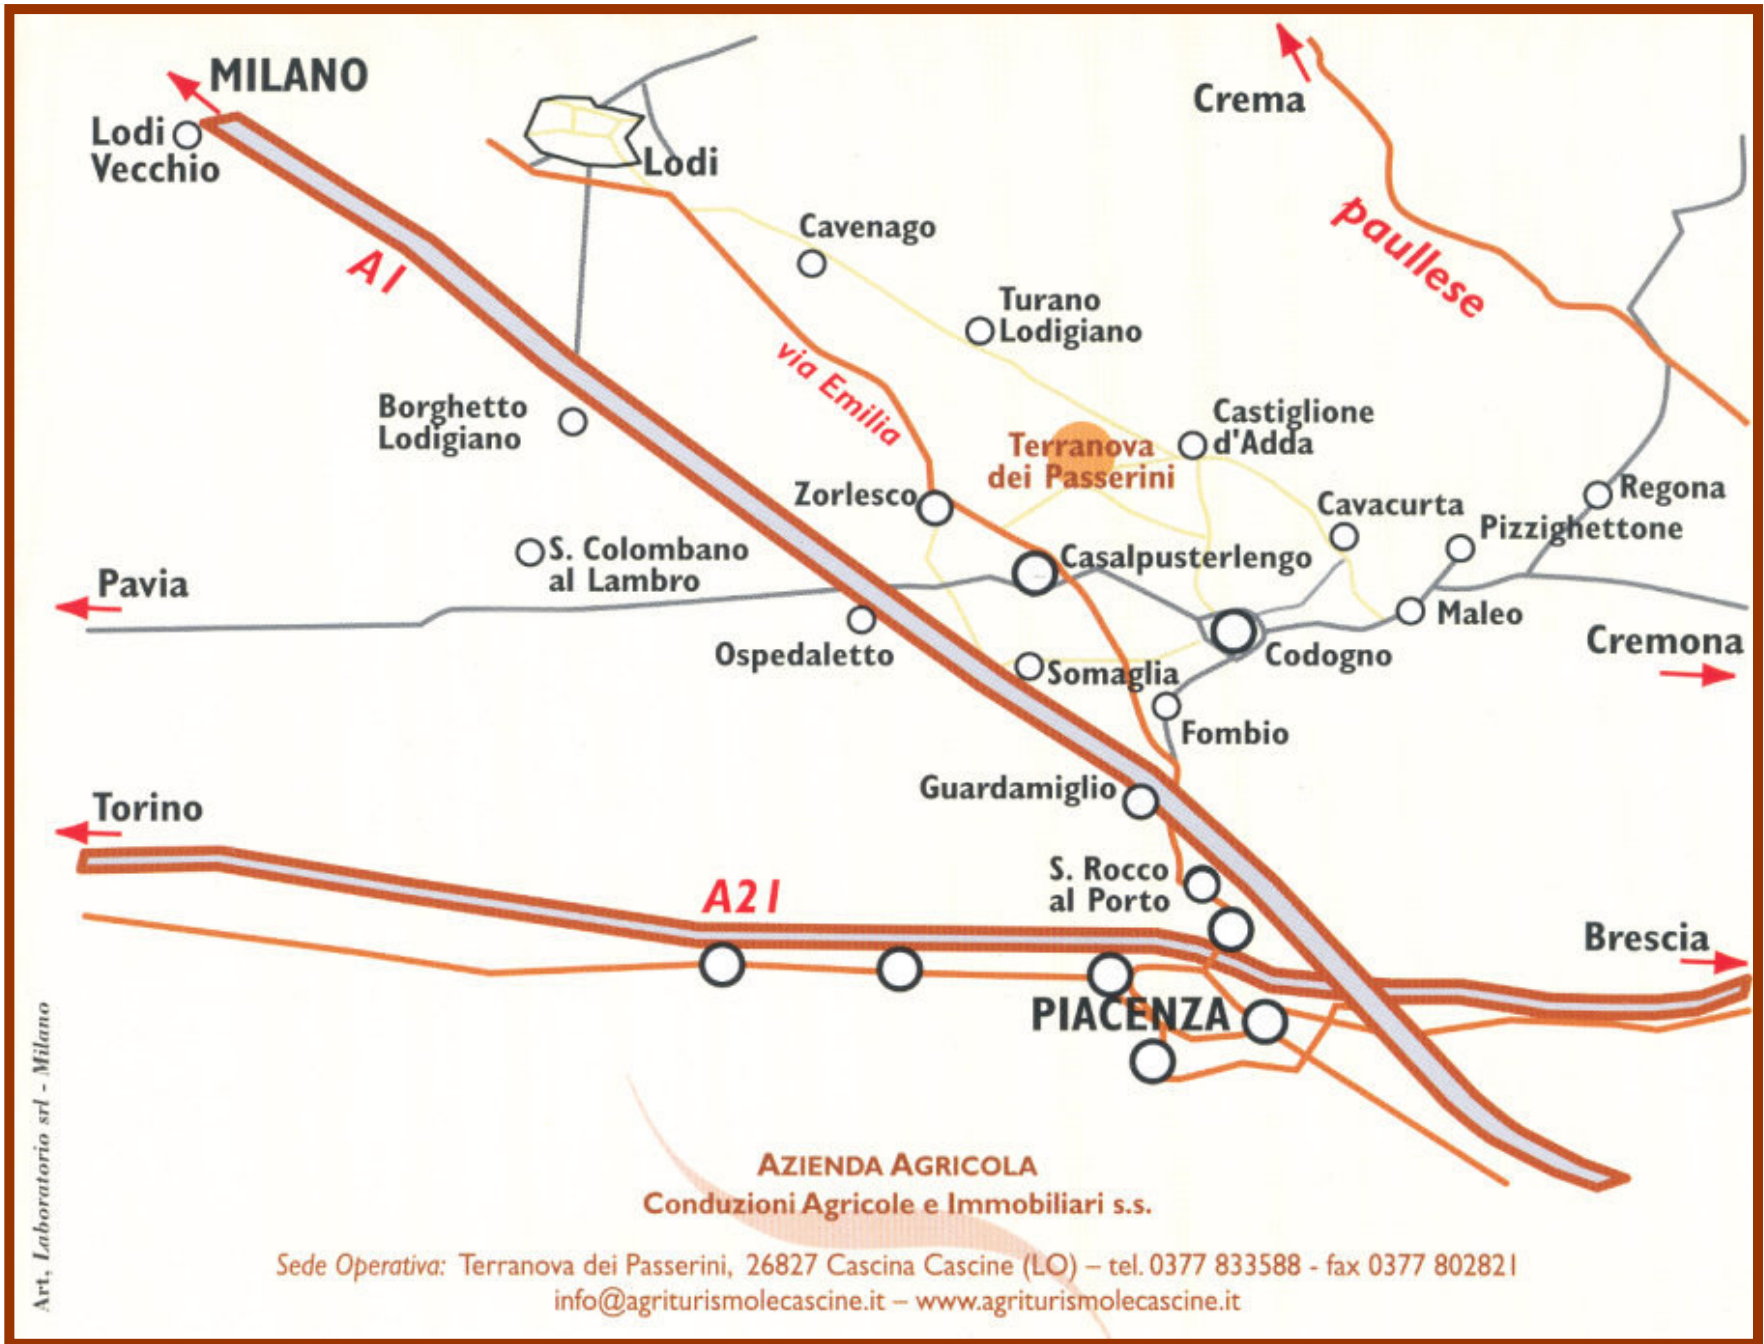 MILANO
Lodi
Vecchio
Lodi
Crema
paullese
A1
Cavenago
Turano
Lodigiano
via Emilia
Borghetto
Lodigiano
Castiglione
d'Adda
Terranova
dei Passerini
Zorlesco
Cavacurta
Regona
Pizzighettone
S. Colombano
al Lambro
Casalpusterlengo
Pavia
Maleo
Cremona
Ospedaletto
Codogno
Somaglia
Fombio
Guardamiglio
Torino
S. Rocco
al Porto
A21
Brescia
PIACENZA
Art, Laboratorio srl - Milano
AZIENDA AGRICOLA
Conduzioni Agricole e Immobiliari s.s.
Sede Operativa: Terranova dei Passerini, 26827 Cascina Cascine (LO) – tel. 0377 833588 - fax 0377 802821
info@agriturismolecascine.it – www.agriturismolecascine.it